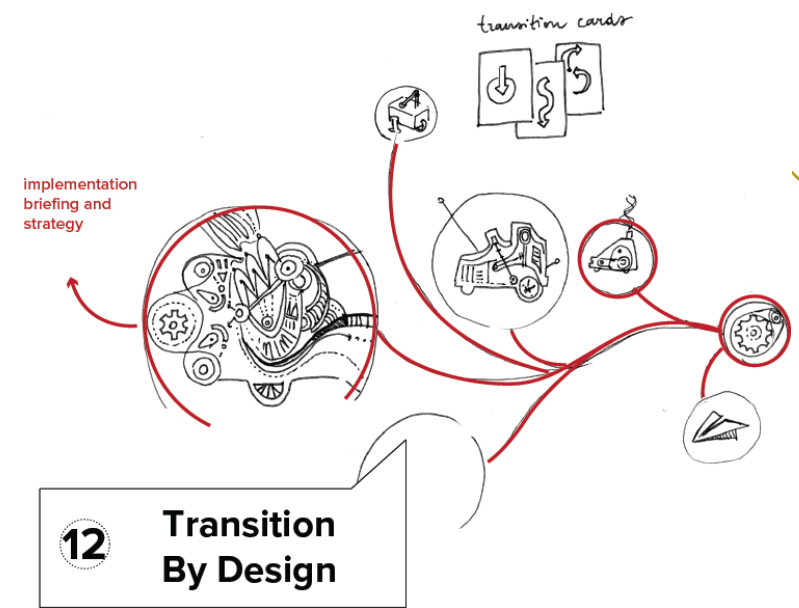 transition cards
implementation
briefing and
strategy
12
Transition
By Design